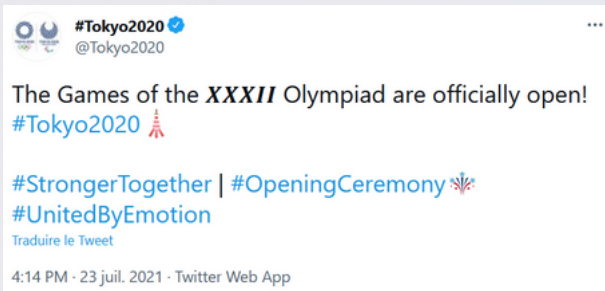 #Tokyo2020
@Tokyo2020
The Games of the XXXII Olympiad are officially open!
#Tokyo2020
#StrongerTogether | #OpeningCeremony
#UnitedByEmotion
Traduire le Tweet
4:14 PM · 23 juil. 2021 · Twitter Web App